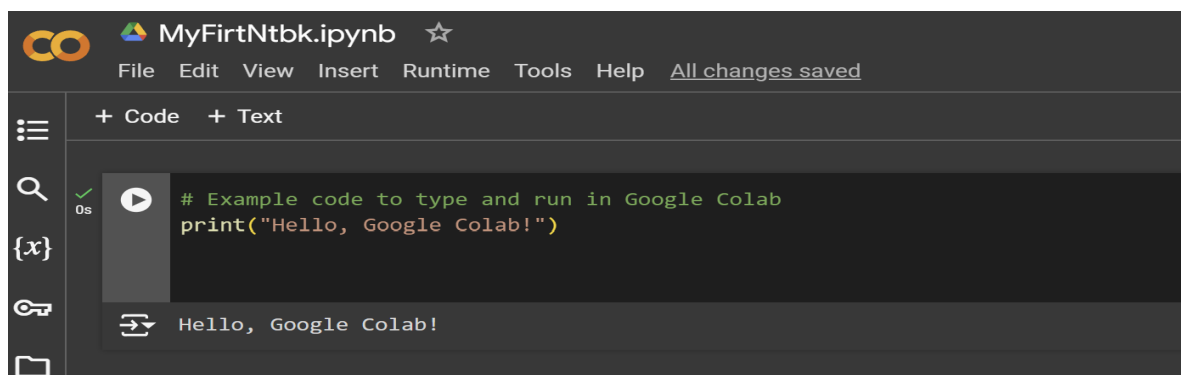 MyFirtNtbk.ipynb
File Edit View Insert Runtime Tools Help All changes saved
+ Code + Text
0s
# Example code to type and run in Google Colab
print("Hello, Google Colab!")
{x}
Hello, Google Colab!